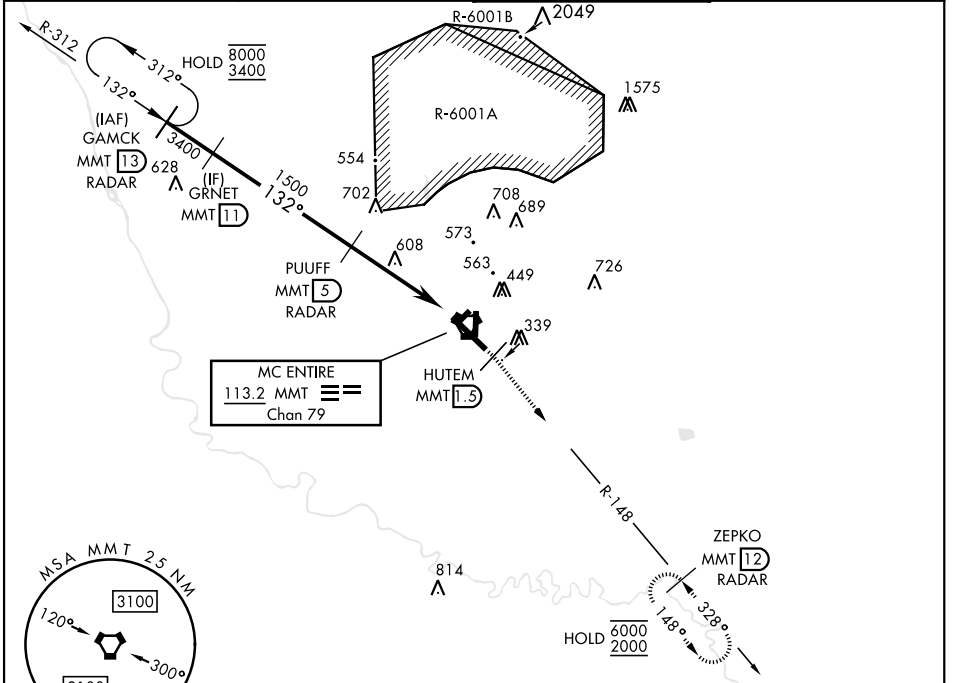 R-6001B
2049
R-312
312°
HOLD 8000
3400
132°
1575
R-6001A
(IAF)
GAMCK
MMT 13
RADAR
3400
628
(IF)
GRNET
MMT 11
554
1500
132°
702
708
689
573
608
563
449
726
PUUFF
MMT 5
RADAR
339
MC ENTIRE
113.2 MMT
Chan 79
HUTEM
MMT 1.5
R-148
ZEPKO
MMT 12
RADAR
814
328°
148°
HOLD 6000
2000
MSA MMT 25 NM
3100
120°
300°